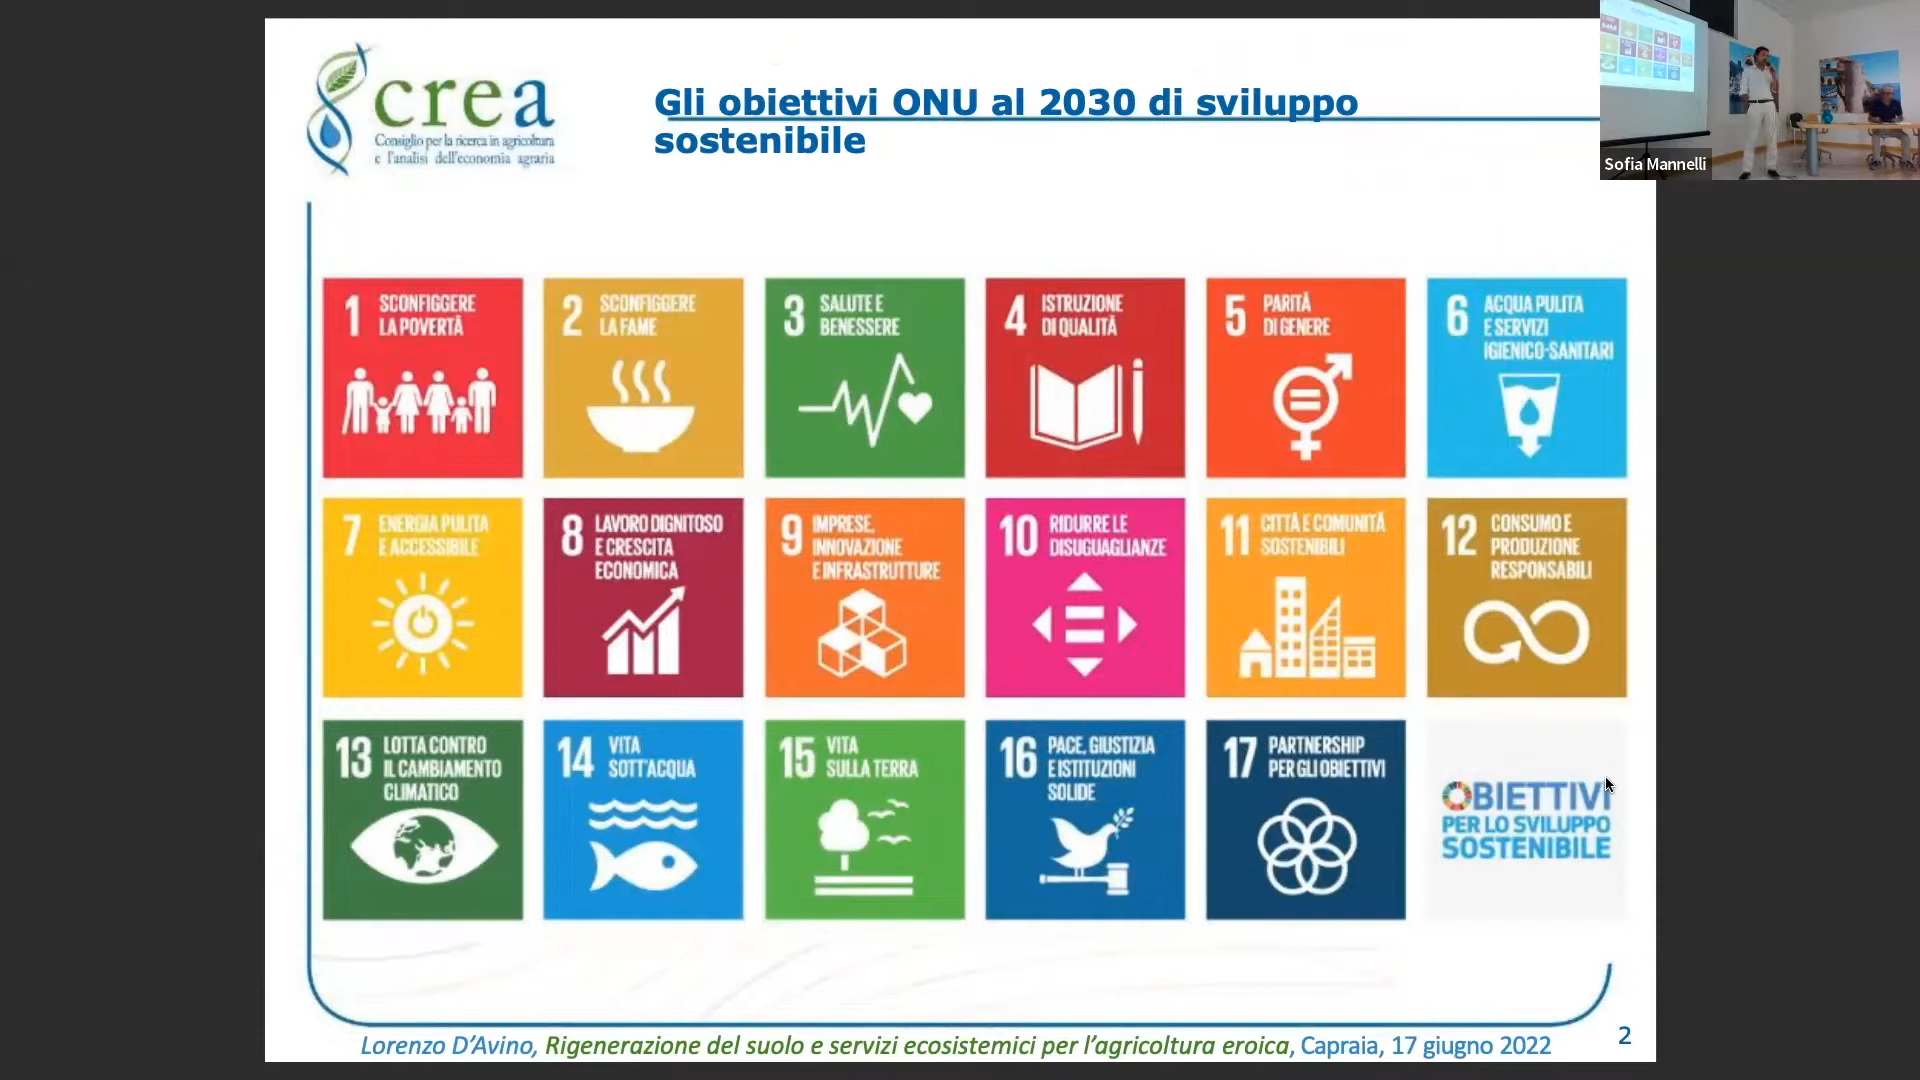 crea
Consiglio per la ricerca in agricoltura
e l'analisi dell'economia agraria
Gli obiettivi ONU al 2030 di sviluppo
sostenibile
Sofia Mannelli
1 SCONFIGGERE
LA POVERTÀ
2 SCONFIGGERE
LA FAME
3 SALUTE E
BENESSERE
4 ISTRUZIONE
DI QUALITÀ
5 PARITÀ
DI GENERE
6 ACQUA PULITA
E SERVIZI
IGIENICO-SANITARI
7 ENERGIA PULITA
E ACCESSIBILE
8 LAVORO DIGNITOSO
E CRESCITA
ECONOMICA
9 IMPRESE,
INNOVAZIONE
E INFRASTRUTTURE
10 RIDURRE LE
DISUGUAGLIANZE
11 CITTÀ E COMUNITÀ
SOSTENIBILI
12 CONSUMO E
PRODUZIONE
RESPONSABILI
13 LOTTA CONTRO
IL CAMBIAMENTO
CLIMATICO
14 VITA
SOTT'ACQUA
15 VITA
SULLA TERRA
16 PACE, GIUSTIZIA
E ISTITUZIONI
SOLIDE
17 PARTNERSHIP
PER GLI OBIETTIVI
OBIETTIVI
PER LO SVILUPPO
SOSTENIBILE
Lorenzo D'Avino, Rigenerazione del suolo e servizi ecosistemici per l'agricoltura eroica, Capraia, 17 giugno 2022
2